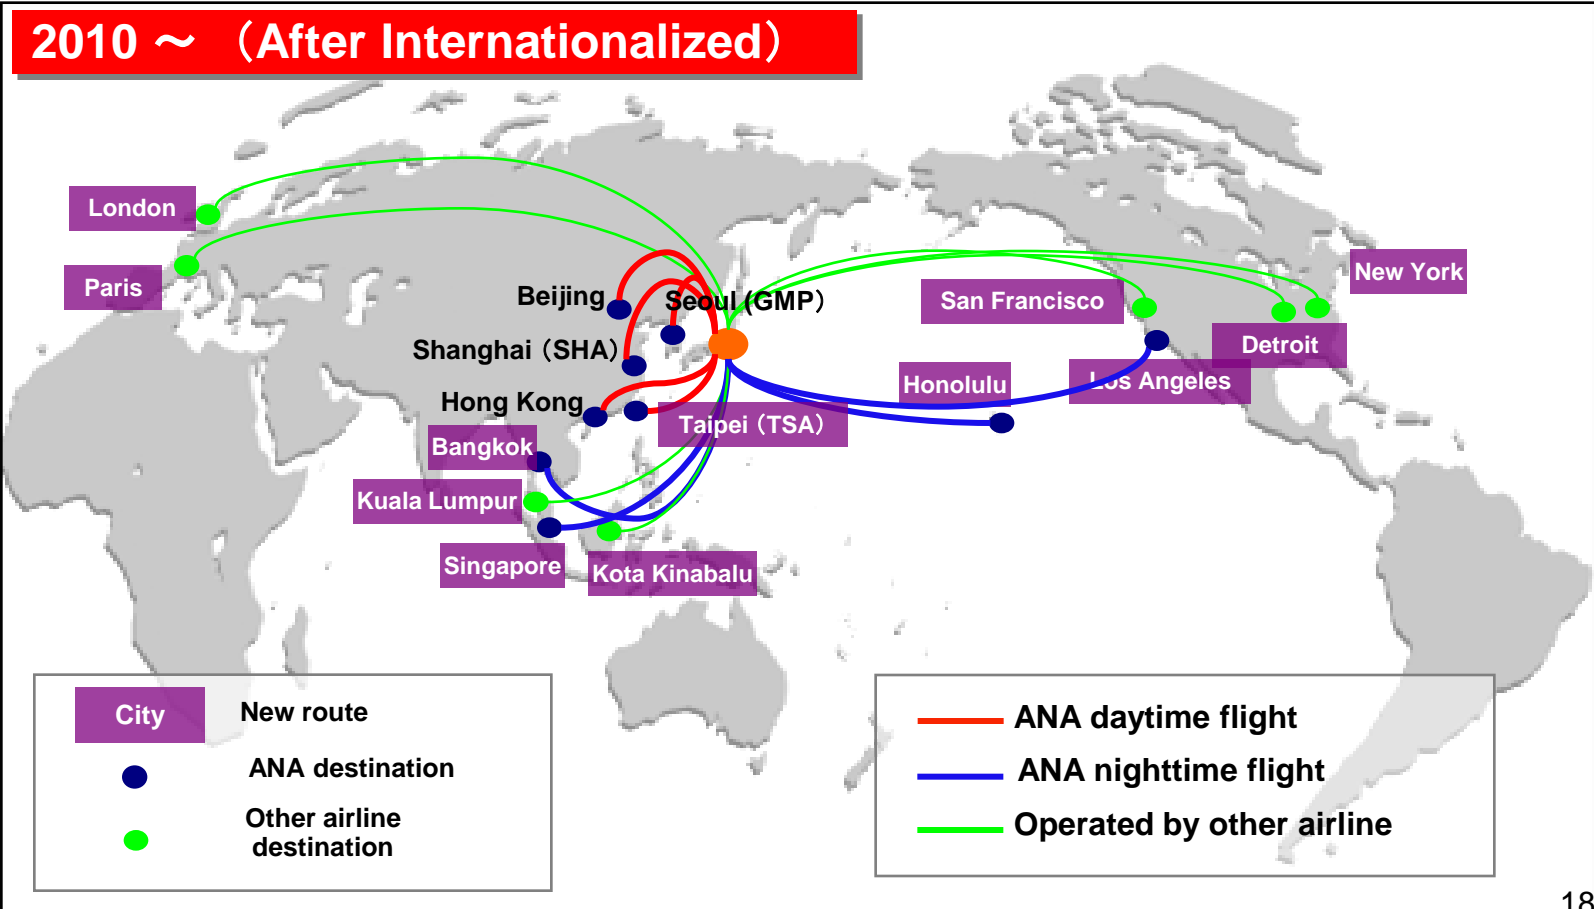 2010 ～ （After Internationalized）
London
Paris
Beijing
Seoul (GMP）
Shanghai（SHA）
Hong Kong
Taipei（TSA）
Bangkok
Kuala Lumpur
Singapore
Kota Kinabalu
New York
San Francisco
Detroit
Honolulu
Los Angeles
City
New route
ANA destination
Other airline
destination
ANA daytime flight
ANA nighttime flight
Operated by other airline
18